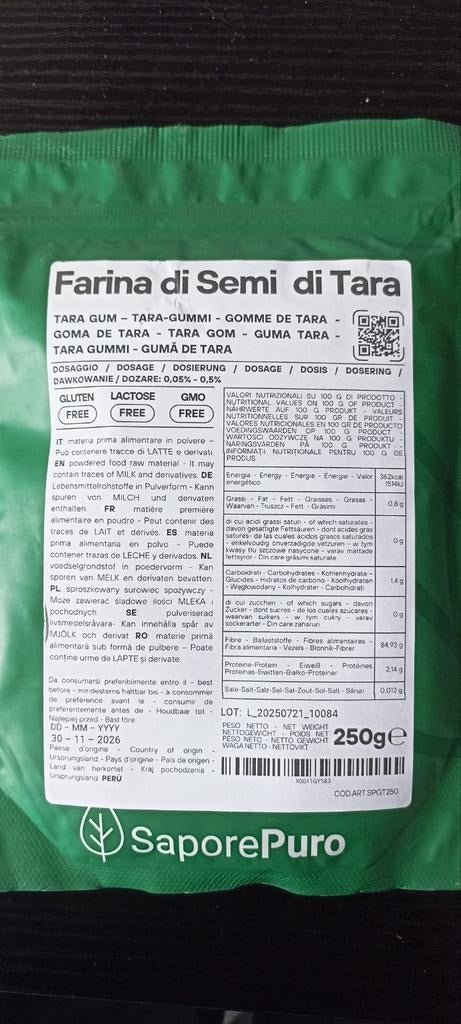 Farina di Semi di Tara
TARA GUM – TARA-GUMMI - GOMME DE TARA -
GOMA DE TARA - TARA GOM - GUMA TARA -
TARA GUMMI - GUMĂ DE TARA
DOSAGGIO / DOSAGE / DOSIERUNG / DOSAGE / DOSIS / DOSERING /
DAWKOWANIE / DOZARE: 0,05% - 0,5%
GLUTEN FREE
LACTOSE FREE
GMO FREE
IT materia prima alimentare in polvere –
Può contenere tracce di LATTE e derivati.
EN powdered food raw material - It may
contain traces of MILK and derivatives. DE
Lebensmittelrohstoffe in Pulverform - Kann
spuren von MILCH und derivaten
enthalten. FR matière première
alimentaire en poudre - Peut contenir des
traces de LAIT et dérivés. ES materia
prima alimentaria en polvo - Puede
contener trazas de LECHE y derivados. NL
voedselgrondstof in poedervorm - Kan
sporen van MELK en derivaten bevatten.
PL sproszkowany surowiec spożywczy -
Może zawierać śladowe ilości MLEKA i
pochodnych. SE pulveriserad
livsmedelsråvara- Kan innehålla spår av
MJÖLK och derivat RO materie primă
alimentară sub formă de pulbere – Poate
conține urme de LAPTE și derivate.
Da consumarsi preferibilmente entro il - best
before - mindestens haltbar bis - à consommer
de préférence avant le - consumir de
preferentemente antes de - Houdbaar tot -
Najlepiej przed - Bäst före
DD – MM – YYYY
30 – 11 – 2026
Paese d'origine - Country of origin -
Ursprungsland - Pays d'origine - País de origen -
Land van herkomst - Kraj pochodzenia -
Ursprungsland PERÙ
VALORI NUTRIZIONALI SU 100 G DI PRODOTTO -
NUTRITIONAL VALUES ON 100 G OF PRODUCT -
NÄHRWERTE AUF 100 G PRODUKT - VALEURS
NUTRITIONNELLES SUR 100 GR DE PRODUIT -
VALORES NUTRICIONALES EN 100 GR DE PRODUCTO
VOEDINGSWAARDEN OP 100 G PRODUCT -
WARTOŚCI ODŻYWCZE NA 100 G PRODUKTU -
NÄRINGSVÄRDEN PÅ 100 G PRODUKT -
INFORMAȚII NUTRIȚIONALE PENTRU 100 G DE
PRODUS
Energia - Energy - Energie - Énergie - Valor
energético
362kcal
1514kJ
Grassi - Fat - Fett - Graisses - Grasas -
Waarvan - Tłuszcz – Fett - Grăsimi
0,8 g
di cui acidi grassi saturi - of which saturates -
davon gesättigte Fettsäuren - dont acides gras
saturés- de las cuales ácidos grasos saturados
- enkelvoudig onverzadigde vetzuren - w tym
kwasy tłu szczowe nasycone - varav mättade
fettsyror - Din care grăsimi saturate
0 g
Carboidrati - Carbohydrates - Kohlenhydrate -
Glucides - Hidratos de carbono - Koolhydraten
- Węglowodany - Kolhydrater - Carbohidrați
1,4 g
di cui zuccheri - of which sugars - davon
Zucker - dont sucres - de los cuales azúcares -
waarvan suikers - w tym cukry - varav
sockerarter - Din care zaharuri
0 g
Fibre - Ballaststoffe - Fibres alimentaires -
Fibra alimentaria - Vezels - Błonnik-Fibrer
84,93 g
Proteine-Protein - Eiweiß - Protéines
Proteínas-Eiwitten-Białko-Proteiner
2,14 g
Sale-Salt-Salz-Sel-Sal-Zout-Sól-Salt - Săruri
0,012 g
LOT: L_20250721_10084
PESO NETTO - NET WEIGHT
NETTOGEWICHT - POIDS NET
PESO NETO - NETTO GEWICHT
WAGA NETTO - NETTOVIKT
250g℮
X0011GY583
COD.ART.SPGT250
SaporePuro